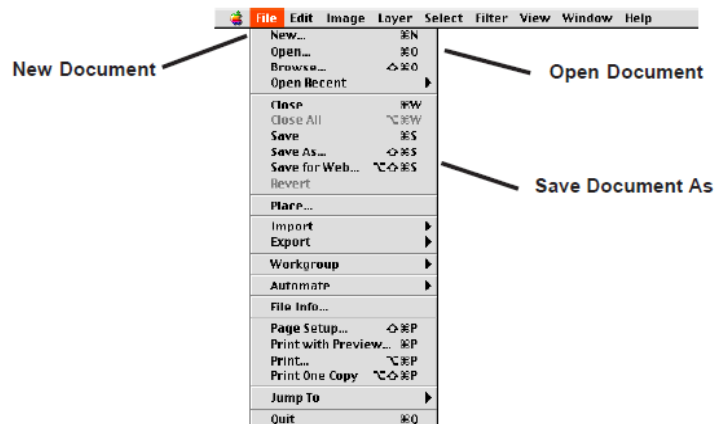 File Edit Image Layer Select Filter View Window Help
New Document
New... ⌘N
Open... ⌘O
Open Document
Browse... ⇧⌘O
Open Recent ▶
Close ⌘W
Close All ⌥⌘W
Save ⌘S
Save As... ⇧⌘S
Save Document As
Save for Web... ⌥⇧⌘S
Revert
Place...
Import ▶
Export ▶
Workgroup ▶
Automate ▶
File Info...
Page Setup... ⇧⌘P
Print with Preview... ⌘P
Print... ⌥⌘P
Print One Copy ⌥⇧⌘P
Jump To ▶
Quit ⌘Q